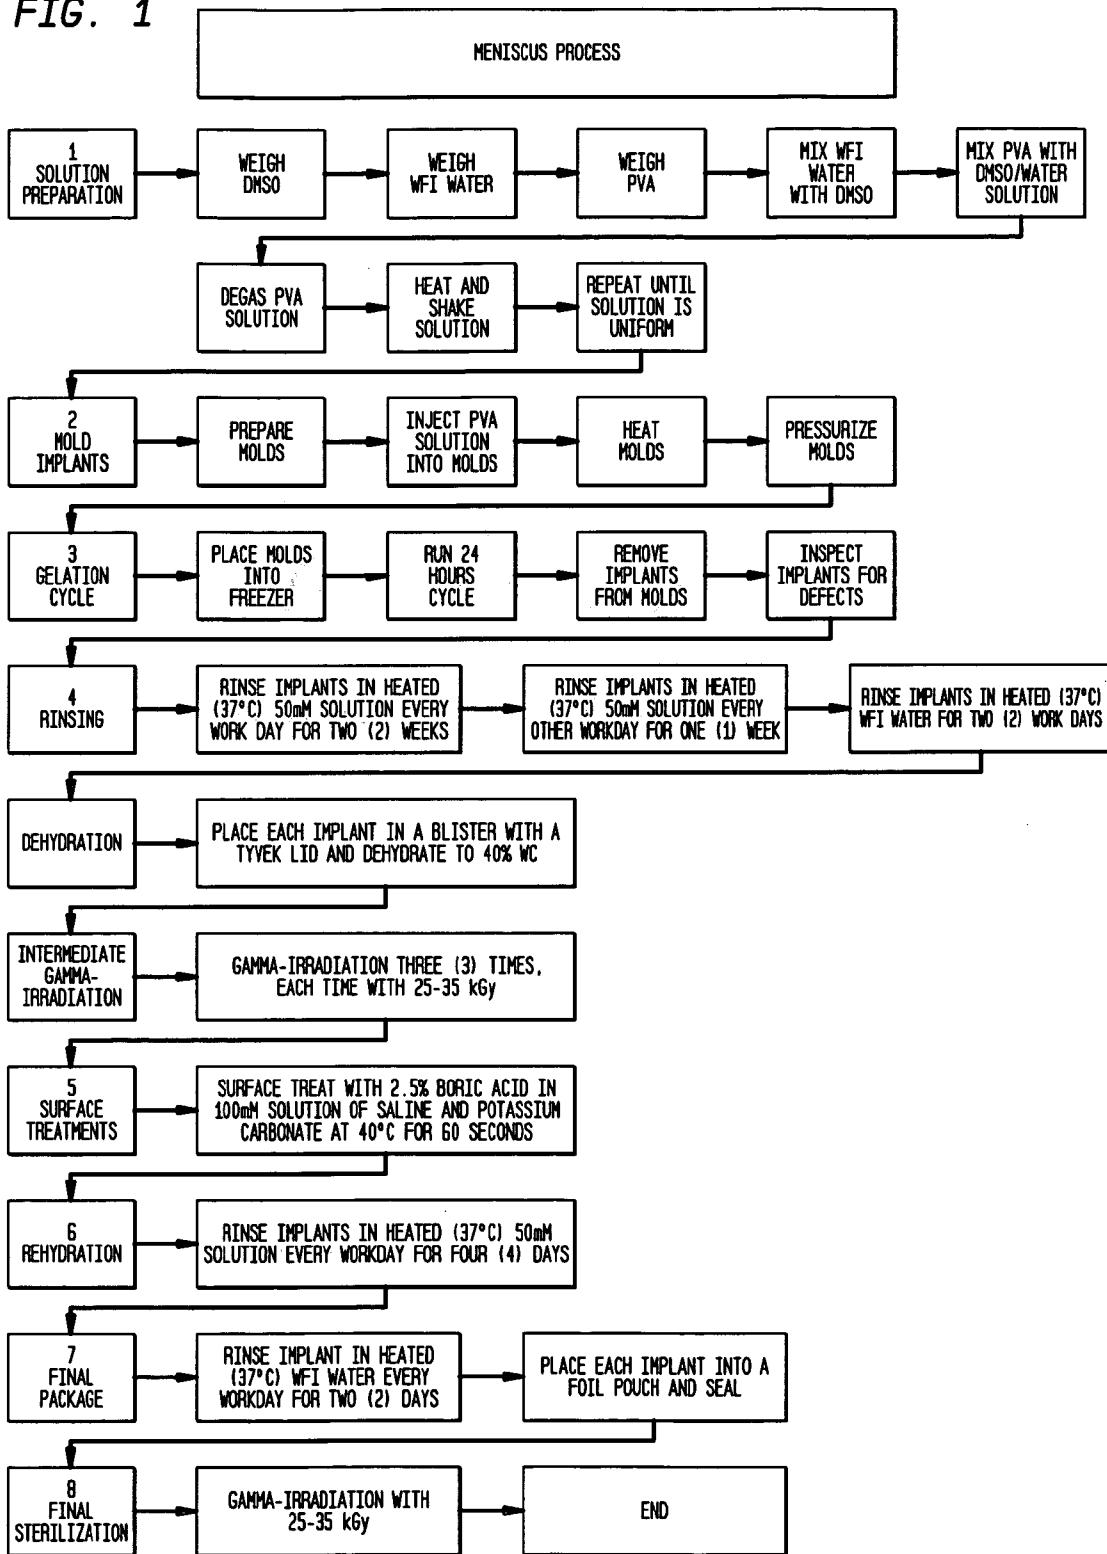 FIG. 1
MENISCUS PROCESS
1
SOLUTION
PREPARATION
WEIGH
DMSO
WEIGH
WFI WATER
WEIGH
PVA
MIX WFI
WATER
WITH DMSO
MIX PVA WITH
DMSO/WATER
SOLUTION
DEGAS PVA
SOLUTION
HEAT AND
SHAKE
SOLUTION
REPEAT UNTIL
SOLUTION IS
UNIFORM
2
MOLD
IMPLANTS
PREPARE
MOLDS
INJECT PVA
SOLUTION
INTO MOLDS
HEAT
MOLDS
PRESSURIZE
MOLDS
3
GELATION
CYCLE
PLACE MOLDS
INTO
FREEZER
RUN 24
HOURS
CYCLE
REMOVE
IMPLANTS
FROM MOLDS
INSPECT
IMPLANTS FOR
DEFECTS
4
RINSING
RINSE IMPLANTS IN HEATED
(37°C) 50mM SOLUTION EVERY
WORK DAY FOR TWO (2) WEEKS
RINSE IMPLANTS IN HEATED
(37°C) 50mM SOLUTION EVERY
OTHER WORKDAY FOR ONE (1) WEEK
RINSE IMPLANTS IN HEATED (37°C)
WFI WATER FOR TWO (2) WORK DAYS
DEHYDRATION
PLACE EACH IMPLANT IN A BLISTER WITH A
TYVEK LID AND DEHYDRATE TO 40% WC
INTERMEDIATE
GAMMA-
IRRADIATION
GAMMA-IRRADIATION THREE (3) TIMES,
EACH TIME WITH 25-35 kGy
5
SURFACE
TREATMENTS
SURFACE TREAT WITH 2.5% BORIC ACID IN
100mM SOLUTION OF SALINE AND POTASSIUM
CARBONATE AT 40°C FOR 60 SECONDS
6
REHYDRATION
RINSE IMPLANTS IN HEATED (37°C) 50mM
SOLUTION EVERY WORKDAY FOR FOUR (4) DAYS
7
FINAL
PACKAGE
RINSE IMPLANT IN HEATED
(37°C) WFI WATER EVERY
WORKDAY FOR TWO (2) DAYS
PLACE EACH IMPLANT INTO A
FOIL POUCH AND SEAL
8
FINAL
STERILIZATION
GAMMA-IRRADIATION WITH
25-35 kGy
END